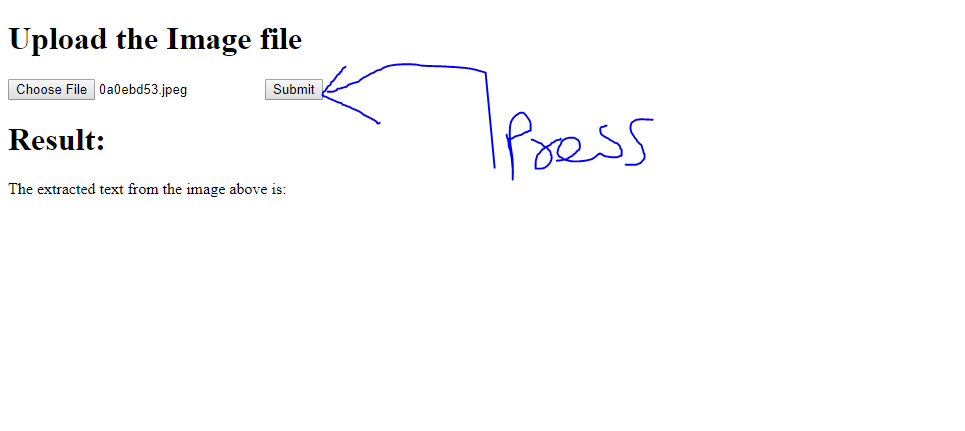 Upload the Image file
Choose File 0a0ebd53.jpeg Submit
Press
Result:
The extracted text from the image above is: